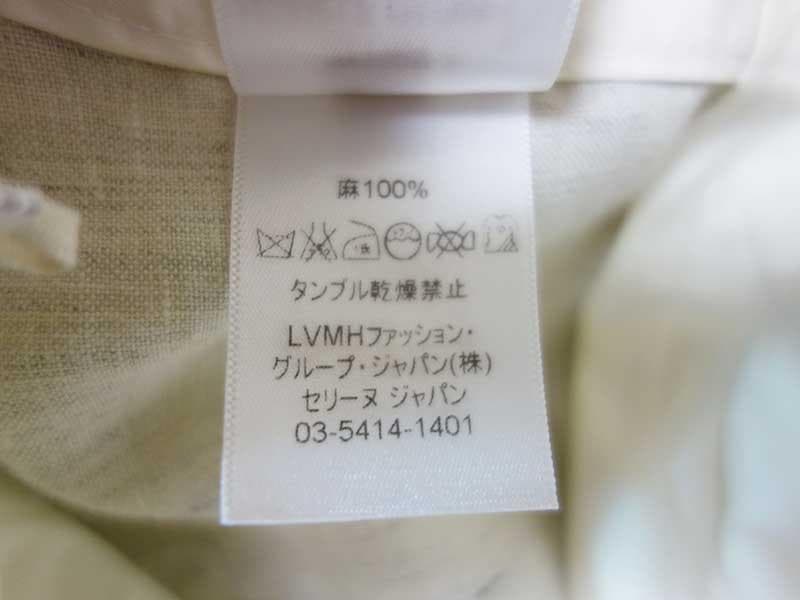 麻100%
タンブル乾燥禁止
LVMHファッション・
グループ・ジャパン(株)
セリーヌ ジャパン
03-5414-1401